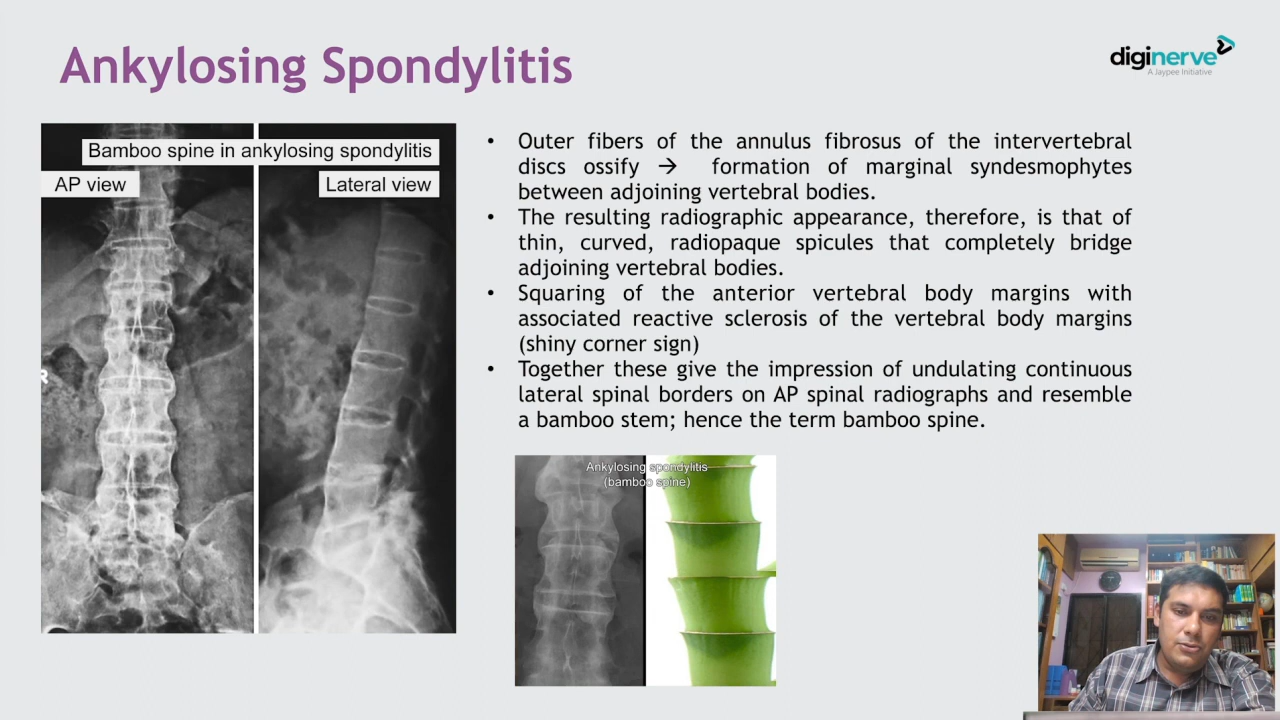 Ankylosing Spondylitis
diginerve
A Jaypee Initiative
Bamboo spine in ankylosing spondylitis
AP view
Lateral view
R
• Outer fibers of the annulus fibrosus of the intervertebral
discs ossify → formation of marginal syndesmophytes
between adjoining vertebral bodies.
• The resulting radiographic appearance, therefore, is that of
thin, curved, radiopaque spicules that completely bridge
adjoining vertebral bodies.
• Squaring of the anterior vertebral body margins with
associated reactive sclerosis of the vertebral body margins
(shiny corner sign)
• Together these give the impression of undulating continuous
lateral spinal borders on AP spinal radiographs and resemble
a bamboo stem; hence the term bamboo spine.
Ankylosing spondylitis
(bamboo spine)